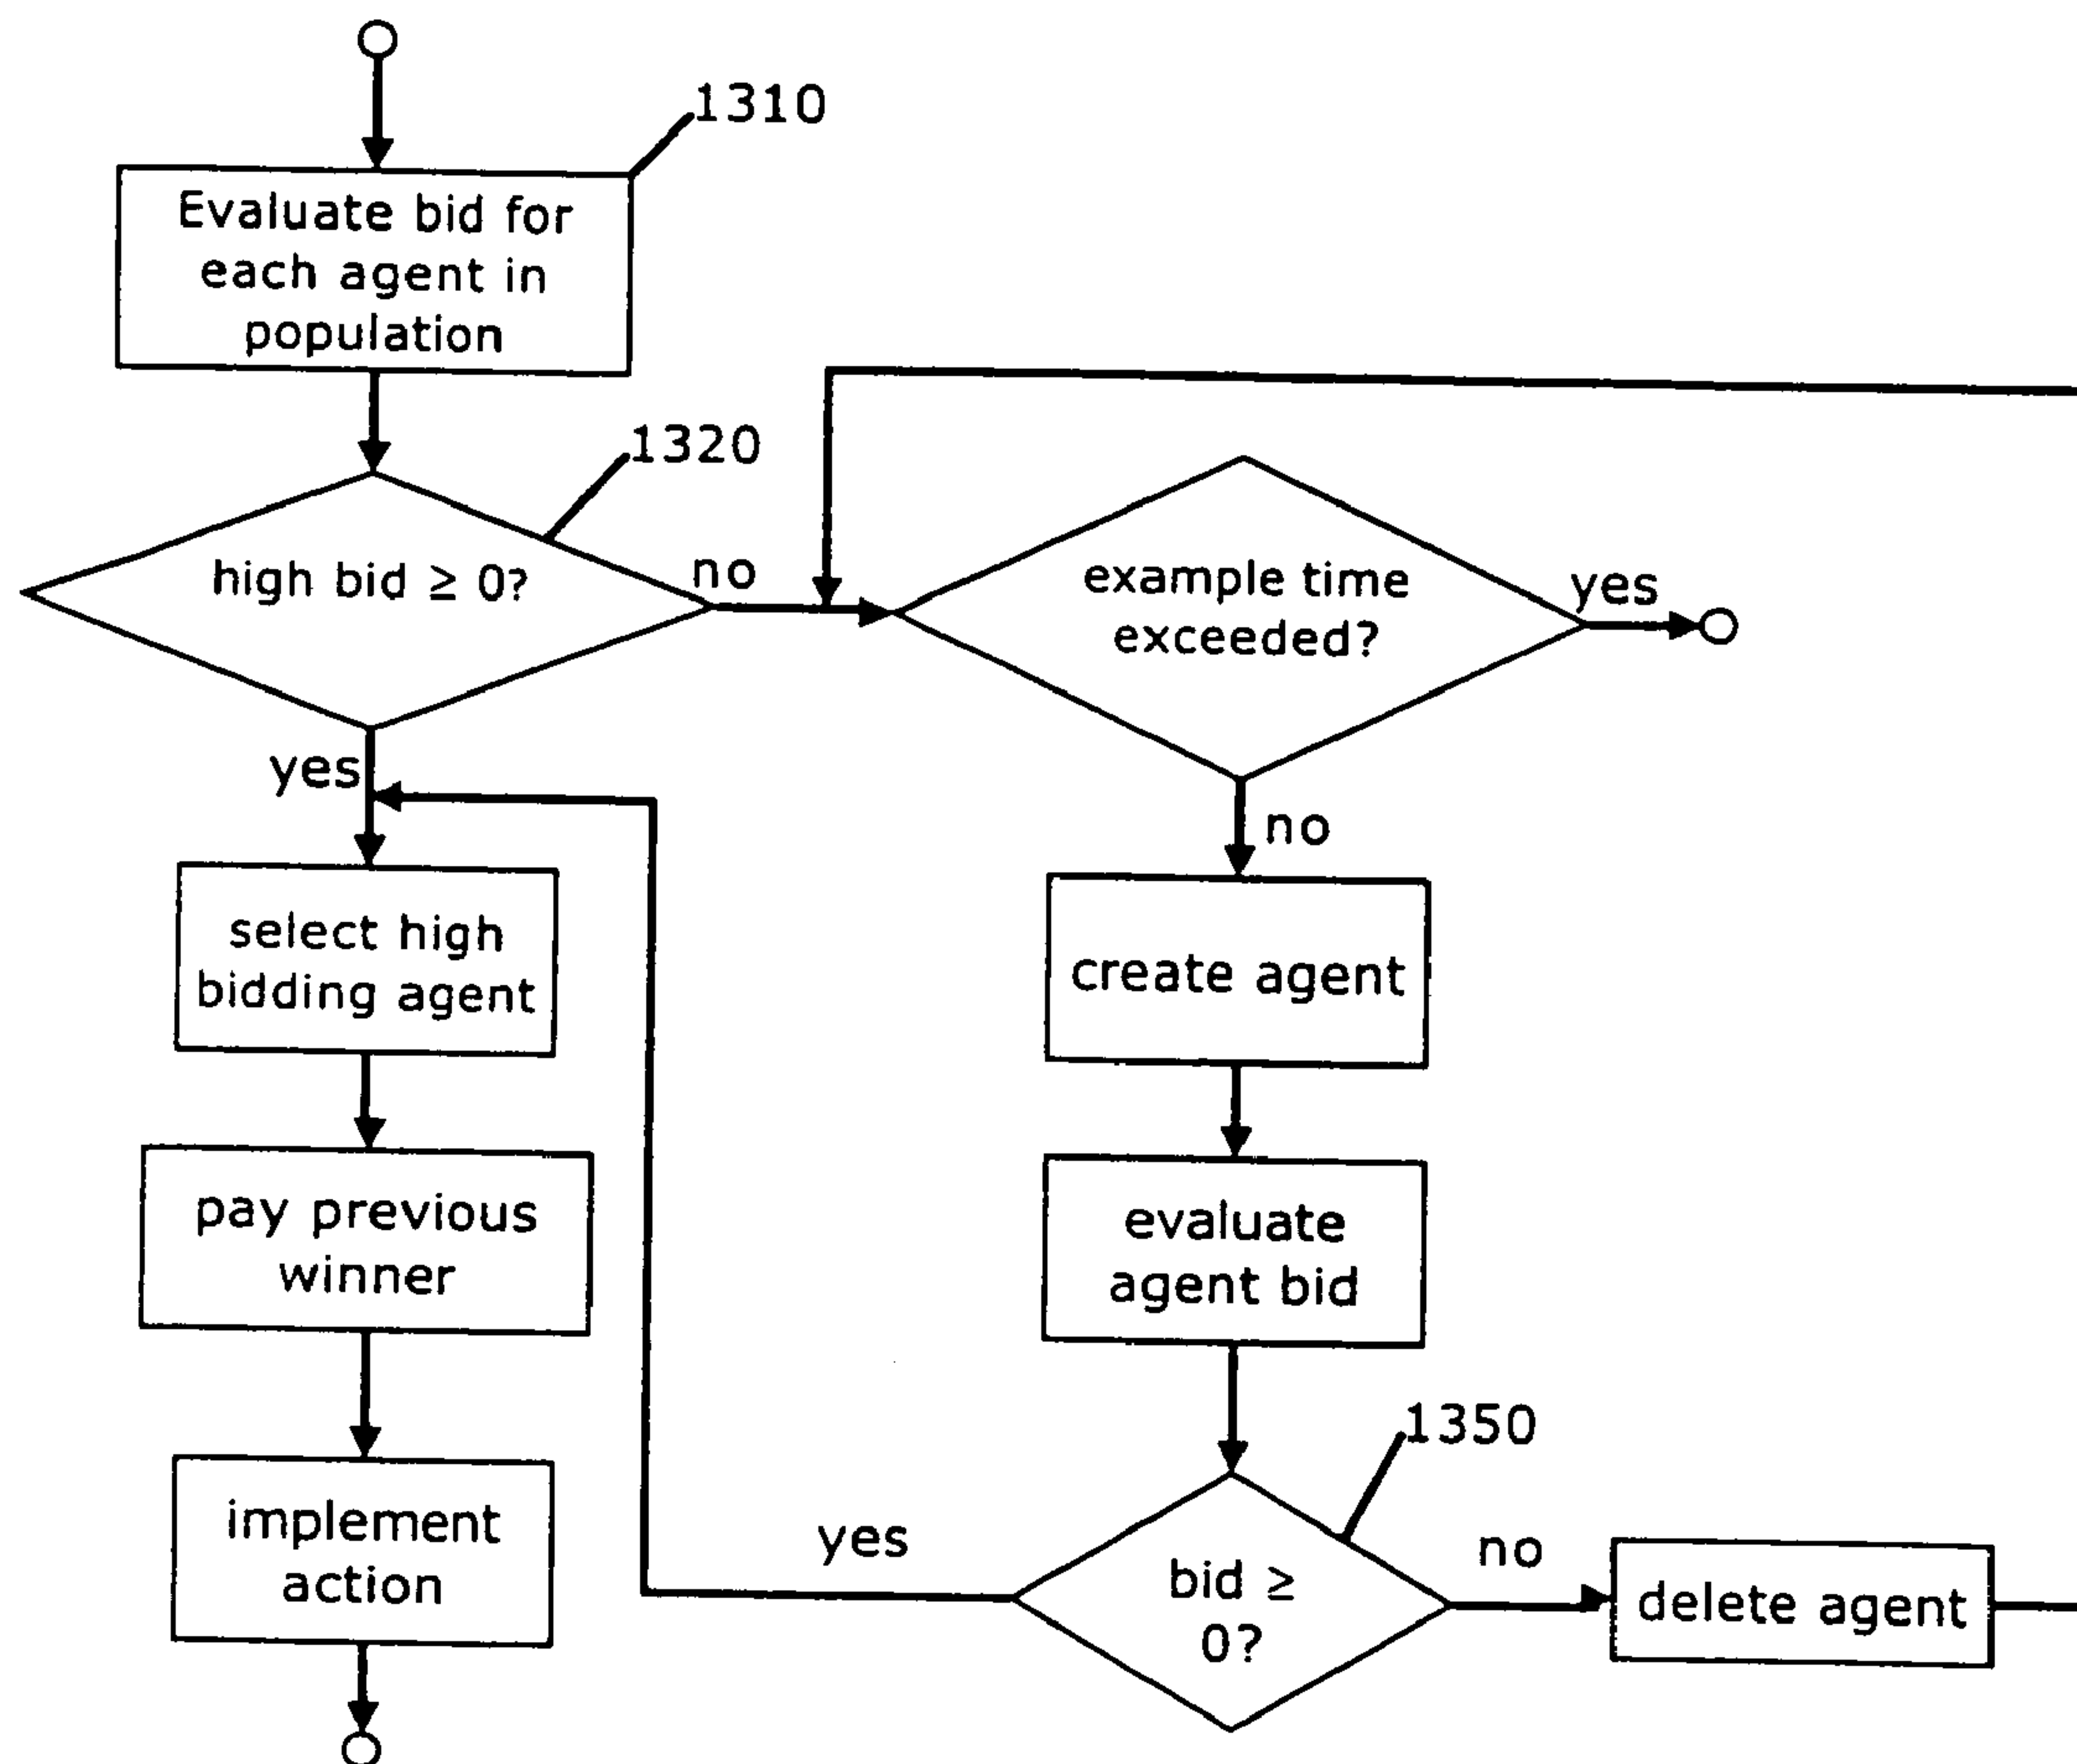 1310
Evaluate bid for
each agent in
population
1320
high bid ≥ 0?
no
example time
exceeded?
yes
yes
no
select high
bidding agent
create agent
pay previous
winner
evaluate
agent bid
1350
implement
action
yes
bid ≥
0?
no
delete agent